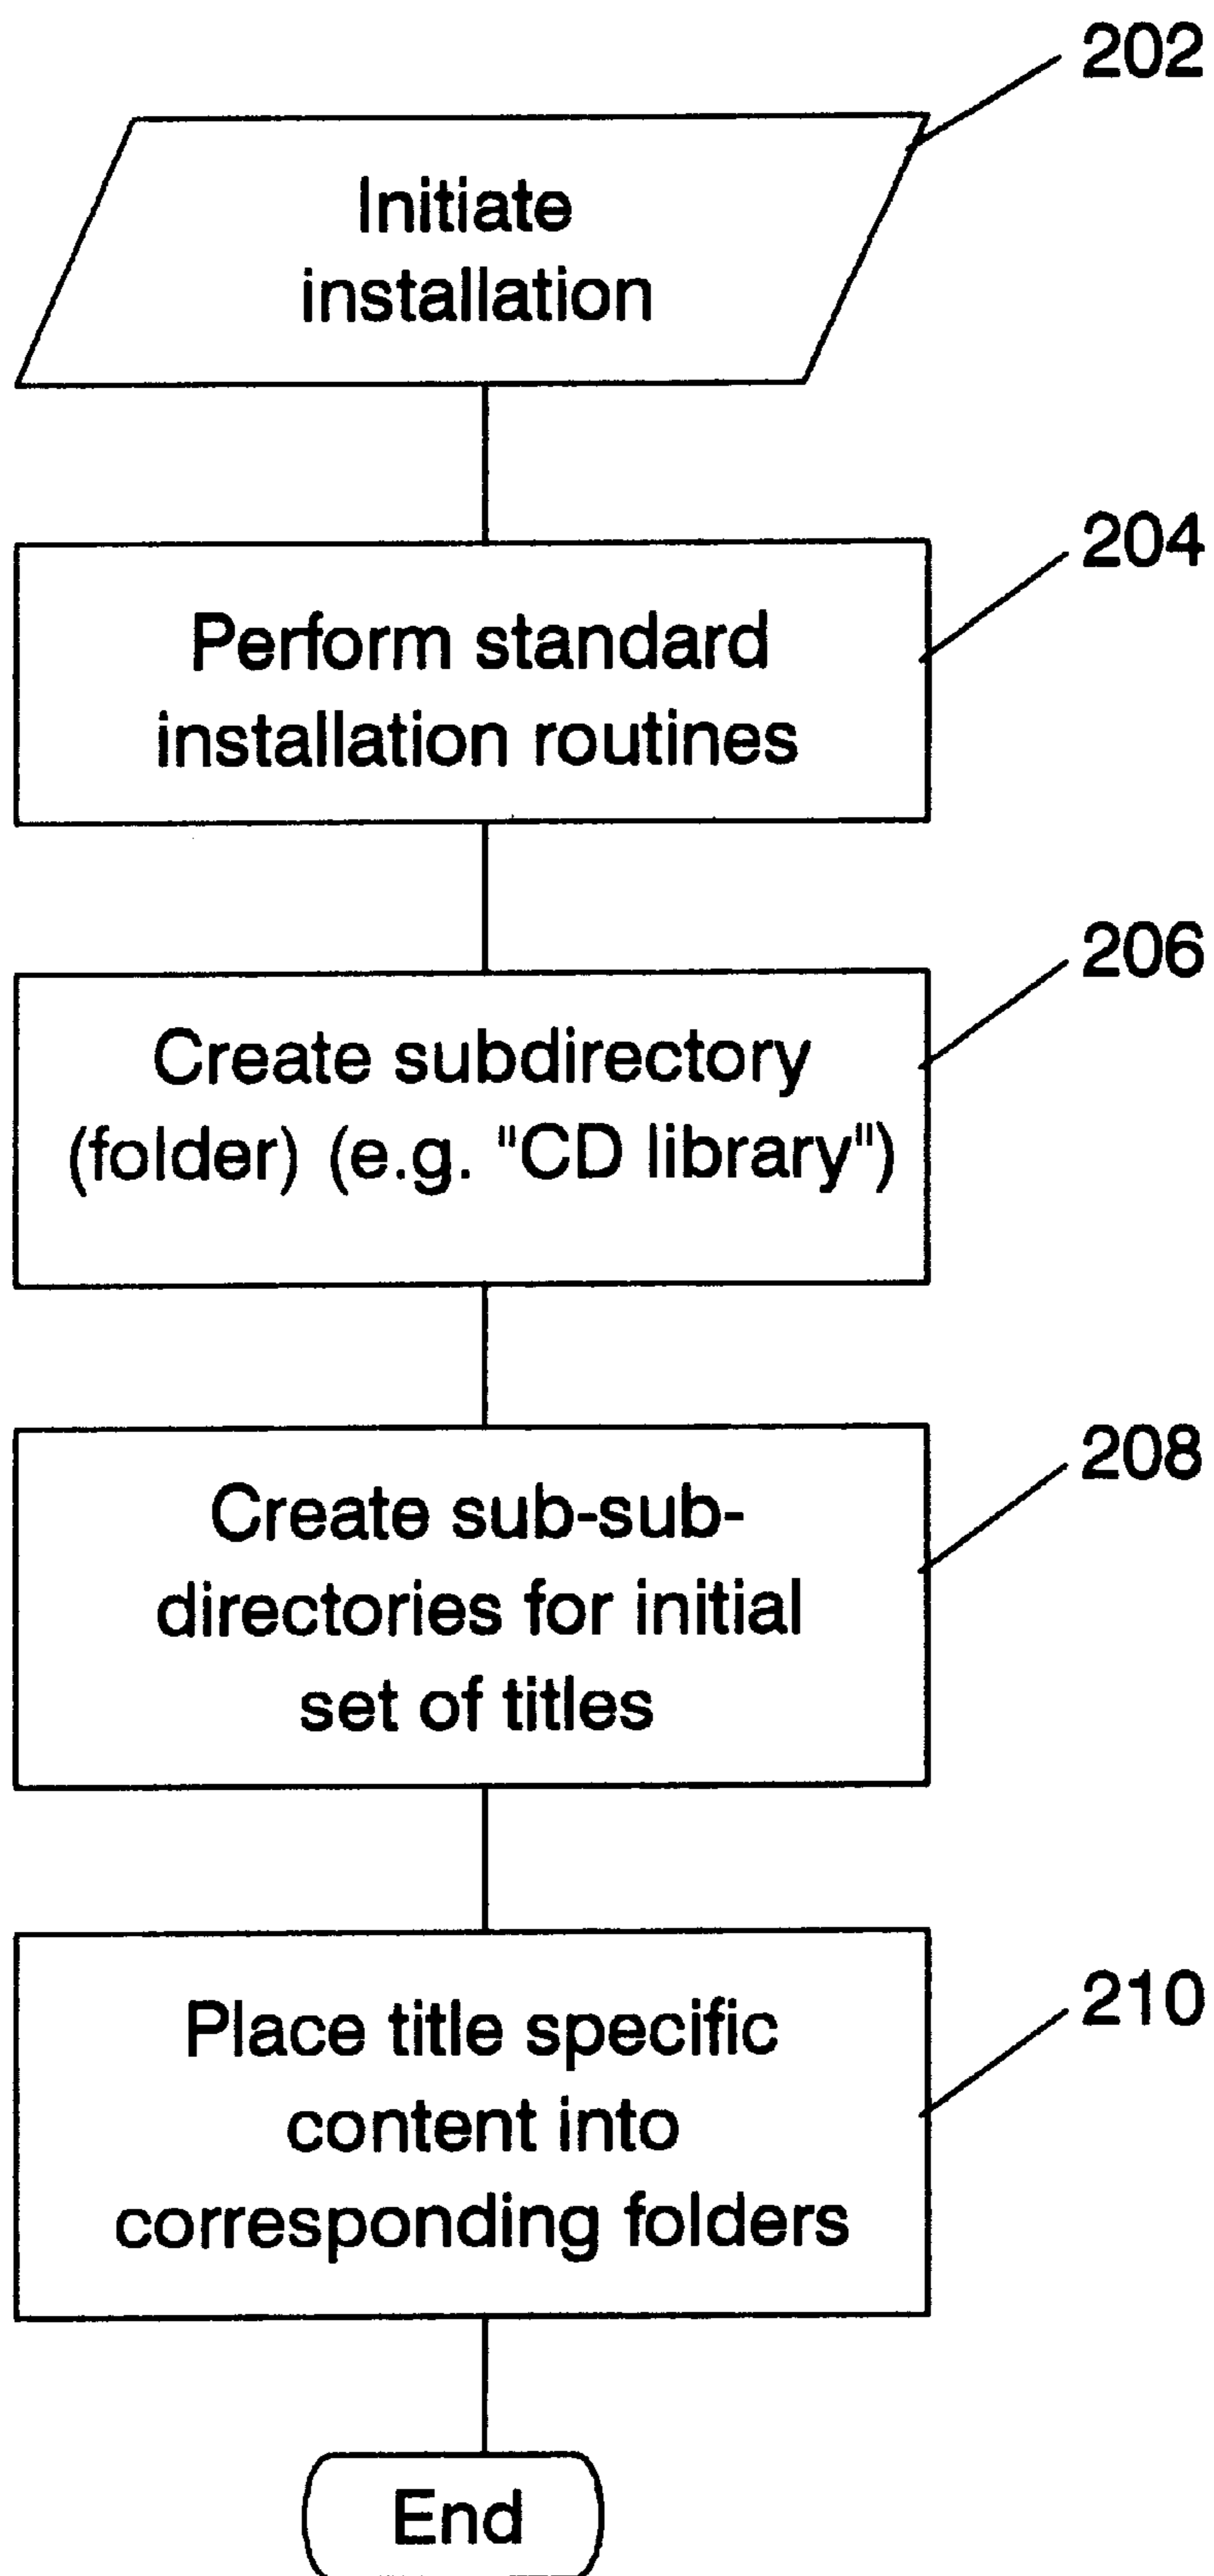 202
Initiate
installation
204
Perform standard
installation routines
206
Create subdirectory
(folder) (e.g. "CD library")
208
Create sub-sub-
directories for initial
set of titles
210
Place title specific
content into
corresponding folders
End